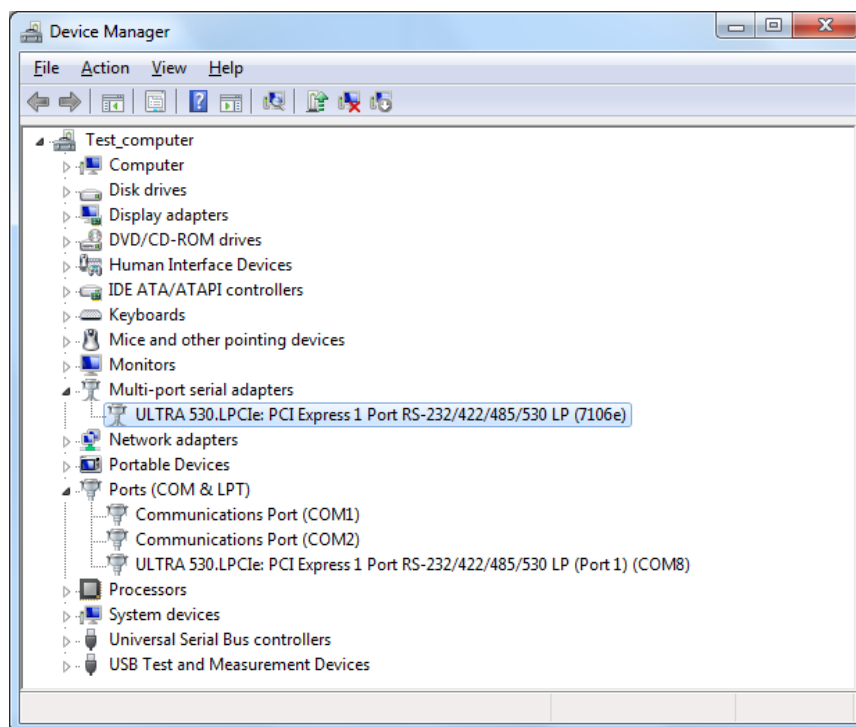 Device Manager
File Action View Help
Test_computer
Computer
Disk drives
Display adapters
DVD/CD-ROM drives
Human Interface Devices
IDE ATA/ATAPI controllers
Keyboards
Mice and other pointing devices
Monitors
Multi-port serial adapters
ULTRA 530.LPCIe: PCI Express 1 Port RS-232/422/485/530 LP (7106e)
Network adapters
Portable Devices
Ports (COM & LPT)
Communications Port (COM1)
Communications Port (COM2)
ULTRA 530.LPCIe: PCI Express 1 Port RS-232/422/485/530 LP (Port 1) (COM8)
Processors
System devices
Universal Serial Bus controllers
USB Test and Measurement Devices